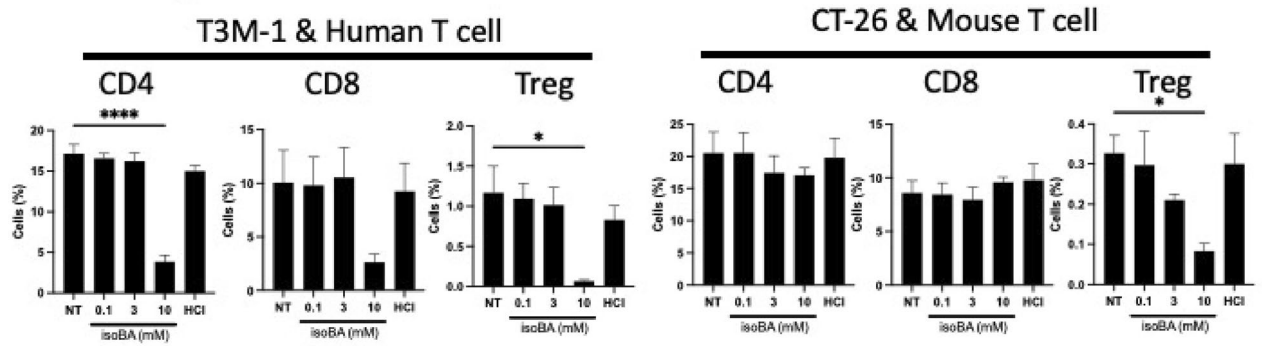 T3M-1 & Human T cell
CD4
CD8
Treg
****
*
20
15
10
5
0
Cells (%)
NT 0.1 3 10 HCl
isoBA (mM)
15
10
5
0
Cells (%)
NT 0.1 3 10 HCl
isoBA (mM)
2.0
1.5
1.0
0.5
0.0
Cells (%)
NT 0.1 3 10 HCl
isoBA (mM)
CT-26 & Mouse T cell
CD4
CD8
Treg
*
25
20
15
10
5
0
Cells (%)
NT 0.1 3 10 HCl
isoBA (mM)
15
10
5
0
Cells (%)
NT 0.1 3 10 HCl
isoBA (mM)
0.4
0.3
0.2
0.1
0.0
Cells (%)
NT 0.1 3 10 HCl
isoBA (mM)